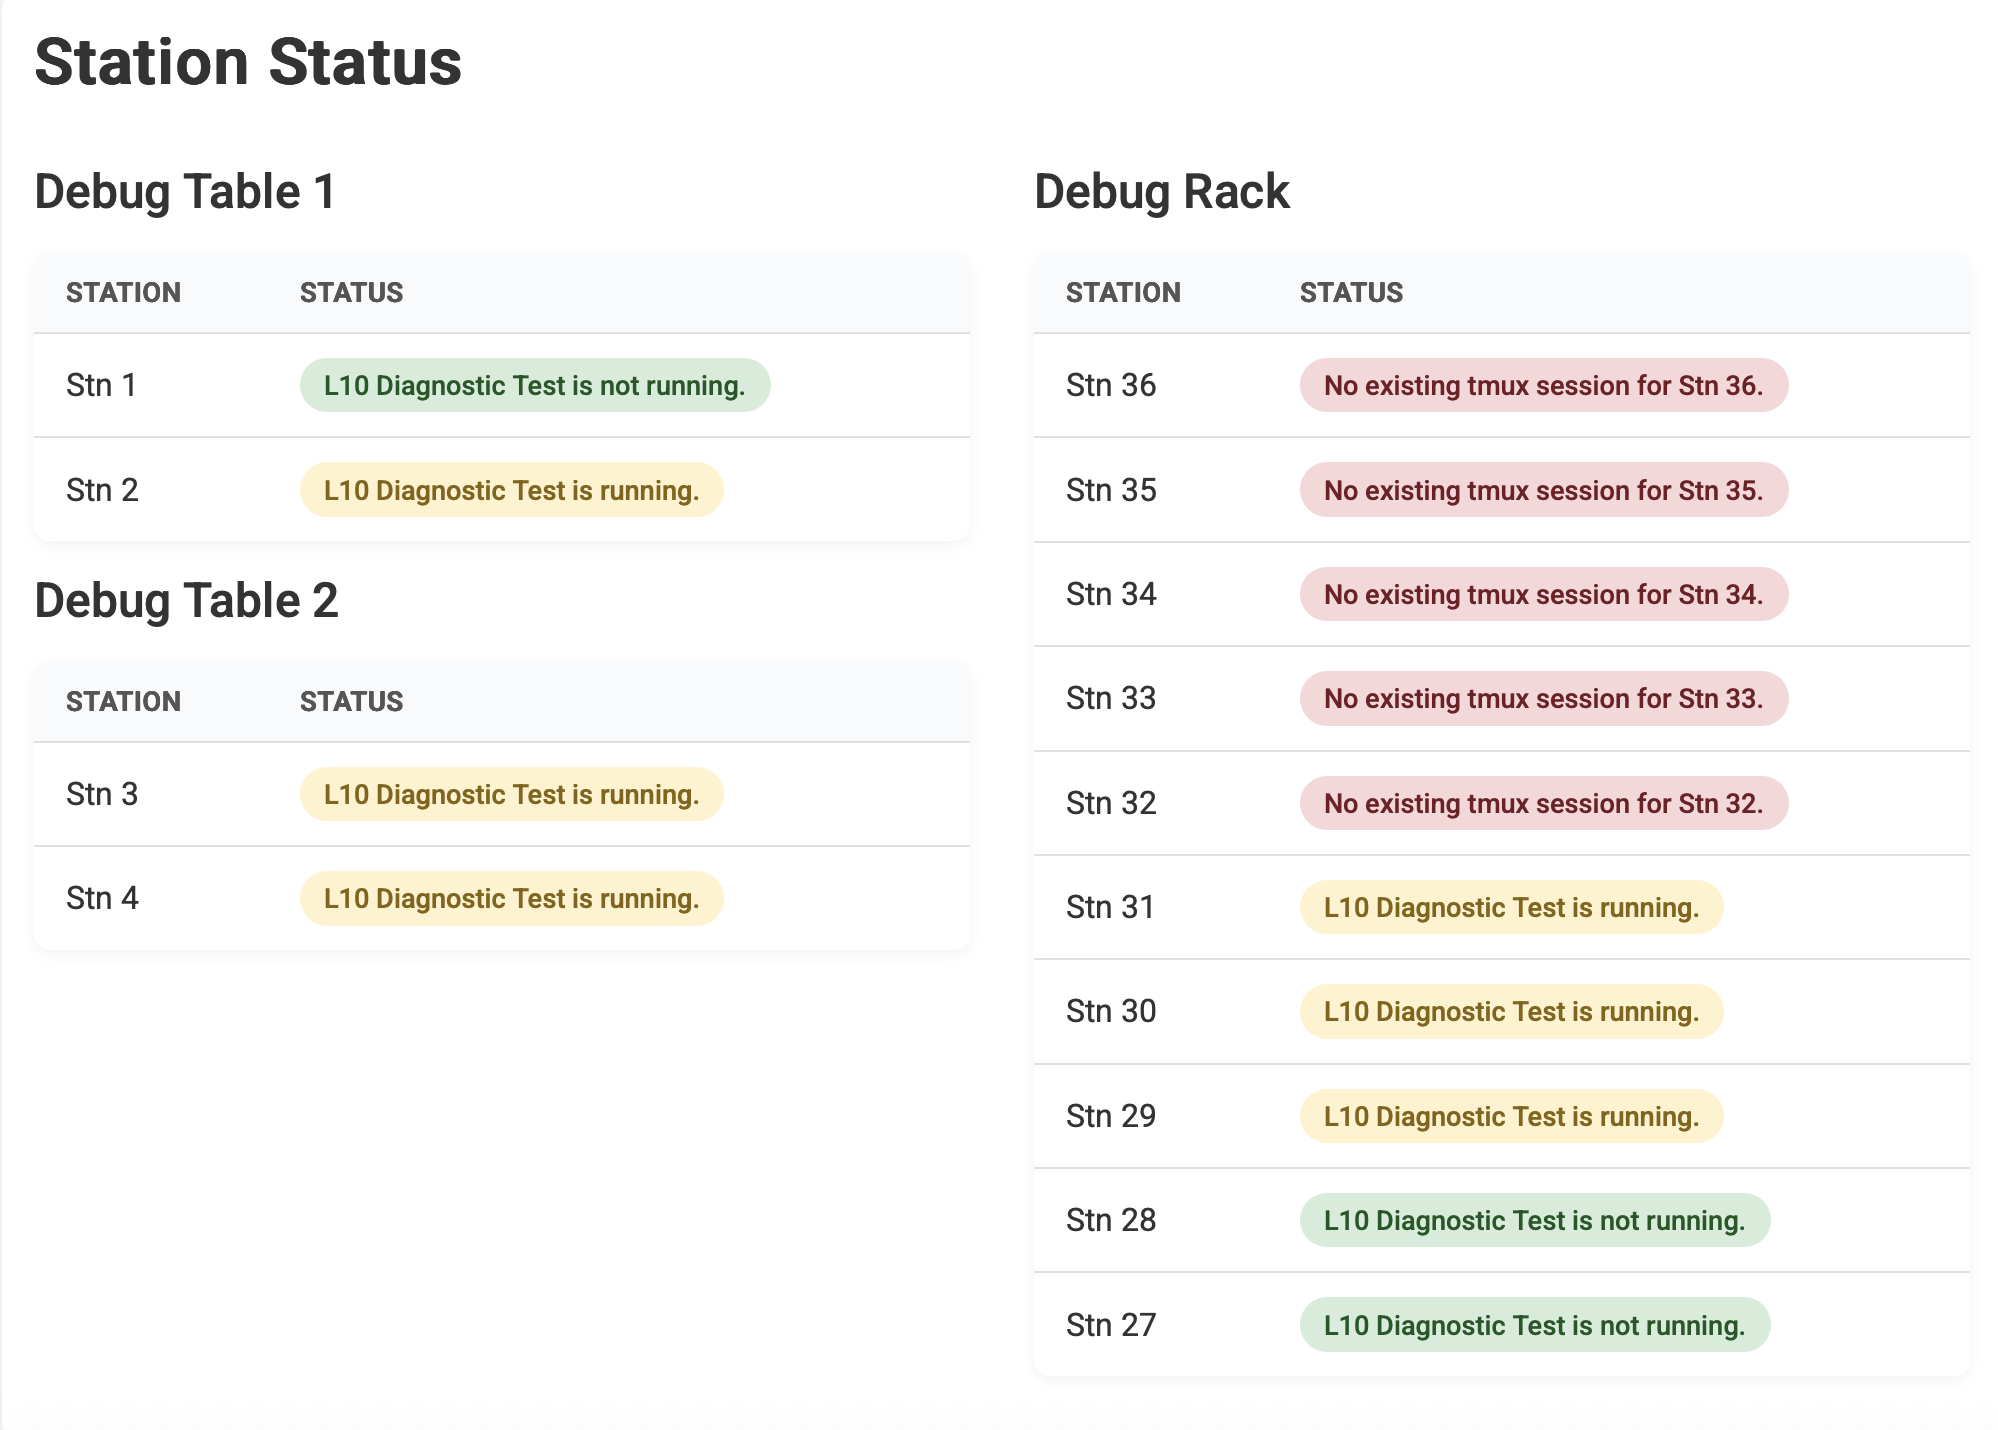 Station Status
Debug Table 1
STATION STATUS
Stn 1 L10 Diagnostic Test is not running.
Stn 2 L10 Diagnostic Test is running.
Debug Table 2
STATION STATUS
Stn 3 L10 Diagnostic Test is running.
Stn 4 L10 Diagnostic Test is running.
Debug Rack
STATION STATUS
Stn 36 No existing tmux session for Stn 36.
Stn 35 No existing tmux session for Stn 35.
Stn 34 No existing tmux session for Stn 34.
Stn 33 No existing tmux session for Stn 33.
Stn 32 No existing tmux session for Stn 32.
Stn 31 L10 Diagnostic Test is running.
Stn 30 L10 Diagnostic Test is running.
Stn 29 L10 Diagnostic Test is running.
Stn 28 L10 Diagnostic Test is not running.
Stn 27 L10 Diagnostic Test is not running.